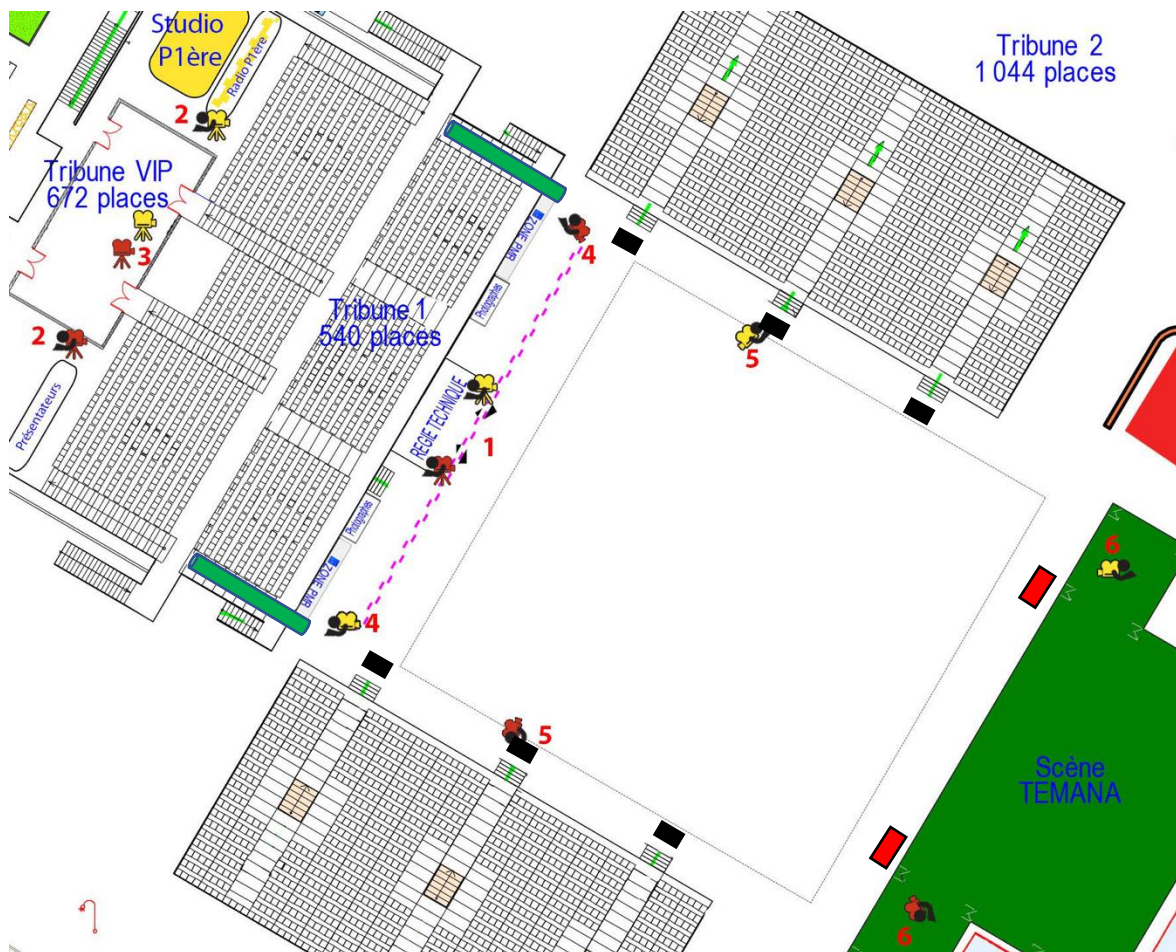 Studio
P1ère
Radio P1ère
Tribune 2
1 044 places
2
Tribune VIP
672 places
3
2
Présentateurs
ZONE PMR
4
Photographes
Tribune 1
540 places
REGIE TECHNIQUE
1
5
Photographes
ZONE PMR
4
5
6
Scène
TEMANA
6